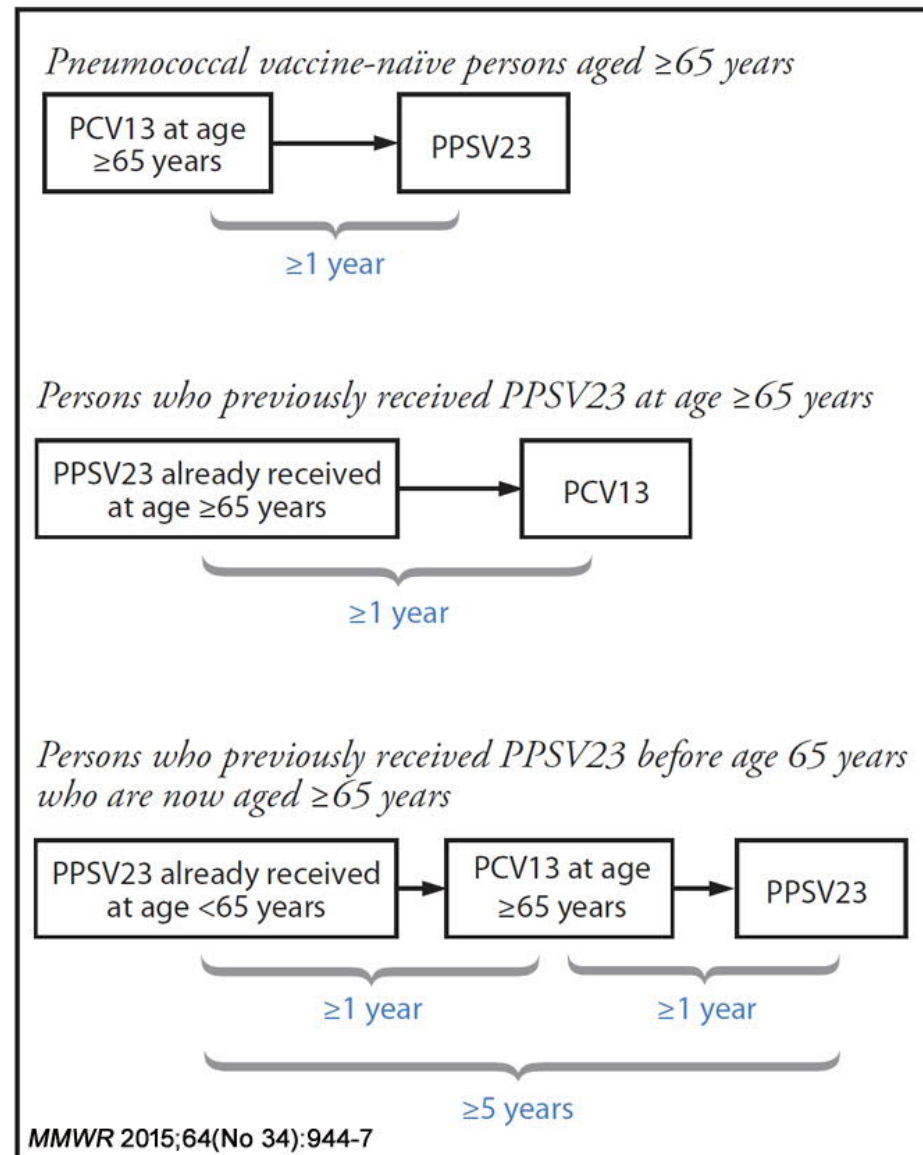 Pneumococcal vaccine-naïve persons aged ≥65 years
PCV13 at age
≥65 years
PPSV23
≥1 year
Persons who previously received PPSV23 at age ≥65 years
PPSV23 already received
at age ≥65 years
PCV13
≥1 year
Persons who previously received PPSV23 before age 65 years
who are now aged ≥65 years
PPSV23 already received
at age <65 years
PCV13 at age
≥65 years
PPSV23
≥1 year
≥1 year
≥5 years
MMWR 2015;64(No 34):944-7